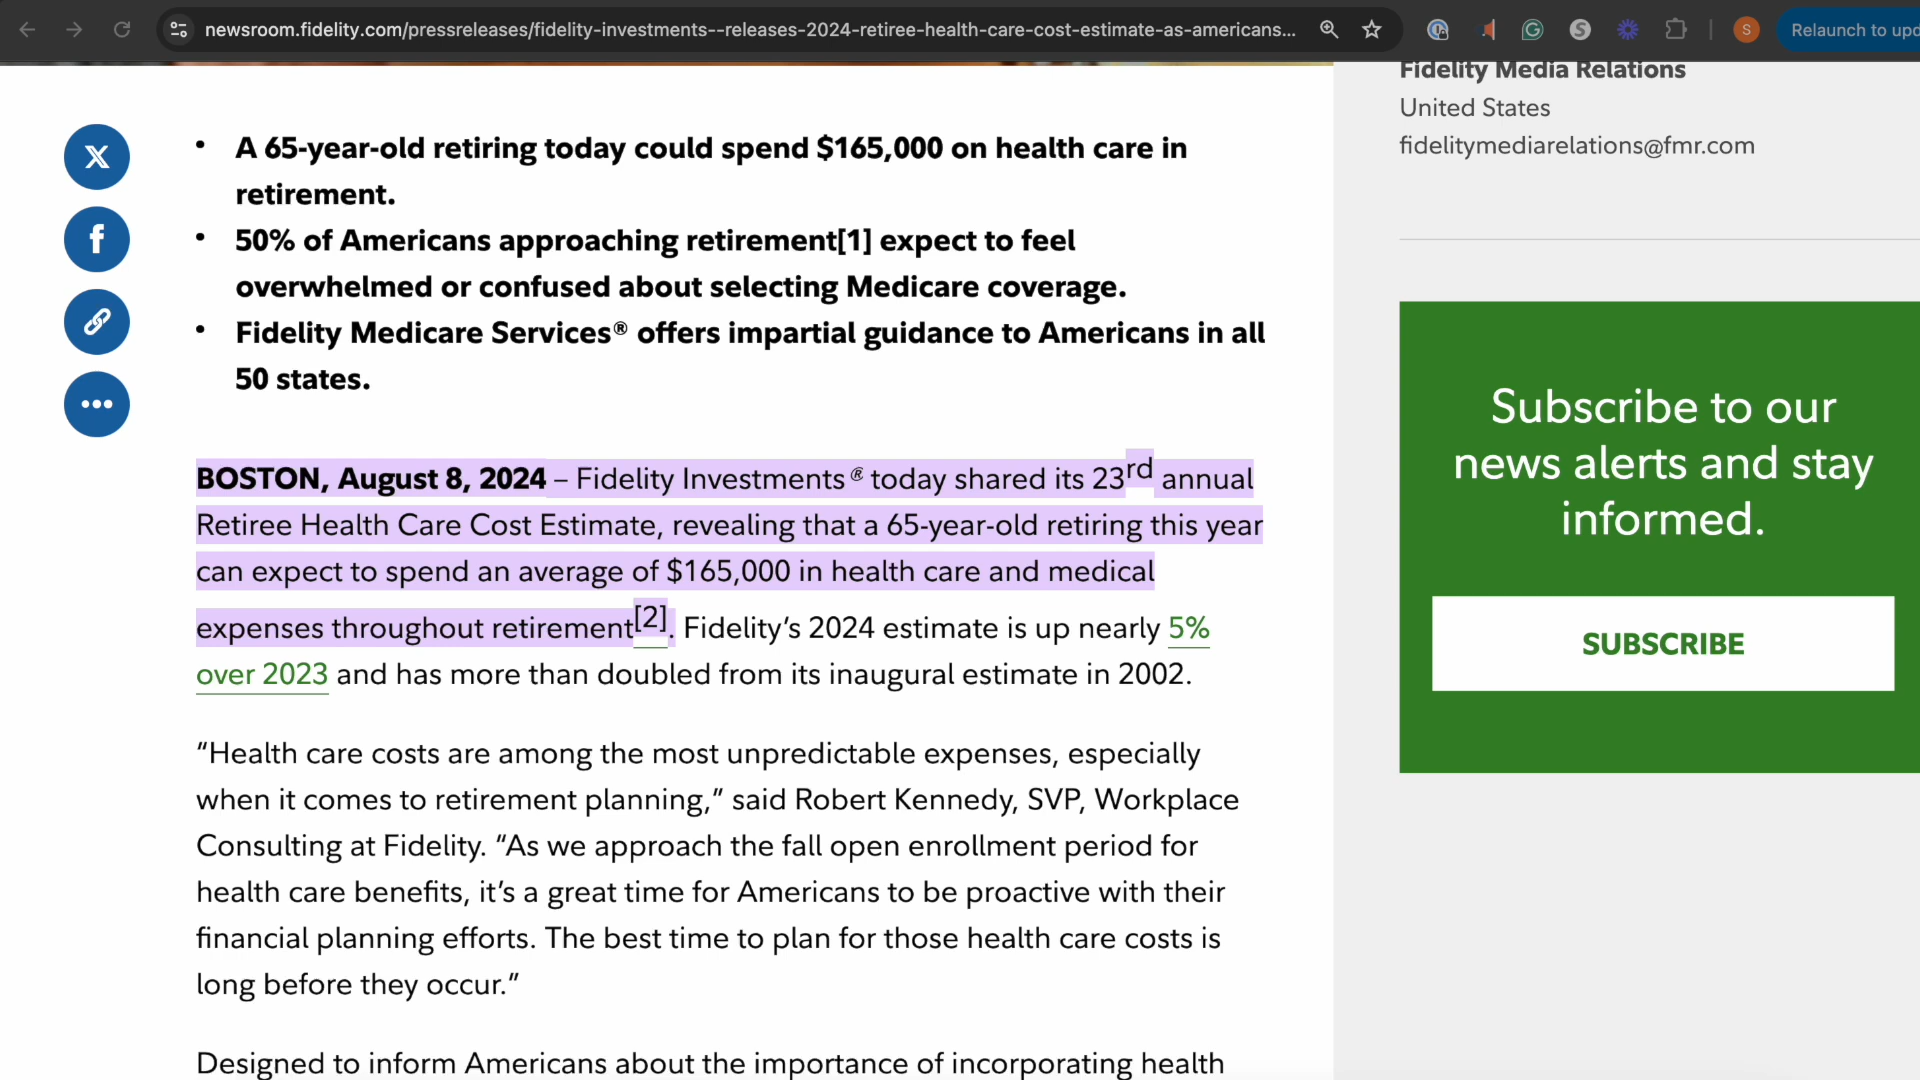 newsroom.fidelity.com/pressreleases/fidelity-investments--releases-2024-retiree-health-care-cost-estimate-as-americans...
S
Relaunch to upd
Fidelity Media Relations
United States
fidelitymediarelations@fmr.com
• A 65-year-old retiring today could spend $165,000 on health care in
retirement.
• 50% of Americans approaching retirement[1] expect to feel
overwhelmed or confused about selecting Medicare coverage.
• Fidelity Medicare Services® offers impartial guidance to Americans in all
50 states.
BOSTON, August 8, 2024 – Fidelity Investments® today shared its 23rd annual
Retiree Health Care Cost Estimate, revealing that a 65-year-old retiring this year
can expect to spend an average of $165,000 in health care and medical
expenses throughout retirement[2]. Fidelity’s 2024 estimate is up nearly 5%
over 2023 and has more than doubled from its inaugural estimate in 2002.
“Health care costs are among the most unpredictable expenses, especially
when it comes to retirement planning,” said Robert Kennedy, SVP, Workplace
Consulting at Fidelity. “As we approach the fall open enrollment period for
health care benefits, it’s a great time for Americans to be proactive with their
financial planning efforts. The best time to plan for those health care costs is
long before they occur.”
Designed to inform Americans about the importance of incorporating health
Subscribe to our
news alerts and stay
informed.
SUBSCRIBE